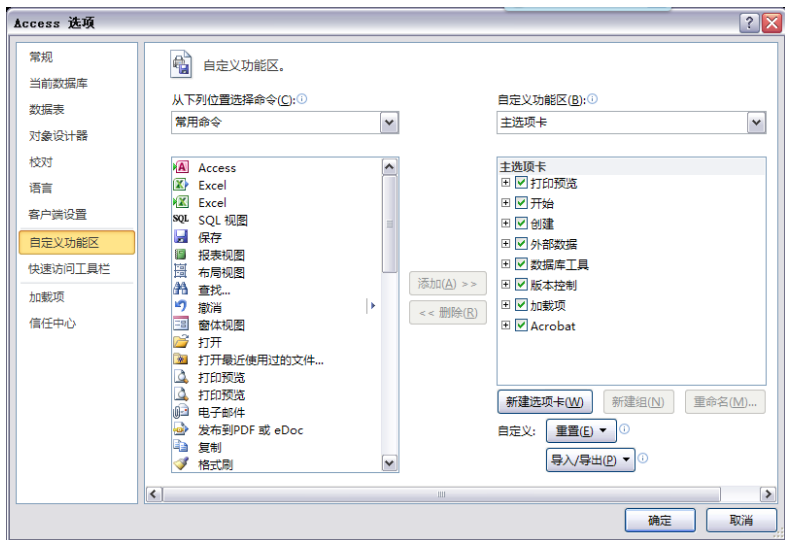 Access 选项
常规
当前数据库
数据表
对象设计器
校对
语言
客户端设置
自定义功能区
快速访问工具栏
加载项
信任中心
自定义功能区。
从下列位置选择命令(C):
常用命令
Access
Excel
Excel
SQL SQL 视图
保存
报表视图
布局视图
查找...
撤消
窗体视图
打开
打开最近使用过的文件...
打印预览
打印预览
电子邮件
发布到PDF 或 eDoc
复制
格式刷
添加(A) >>
<< 删除(R)
自定义功能区(B):
主选项卡
主选项卡
打印预览
开始
创建
外部数据
数据库工具
版本控制
加载项
Acrobat
新建选项卡(W) 新建组(N) 重命名(M)...
自定义: 重置(E)
导入/导出(P)
确定 取消